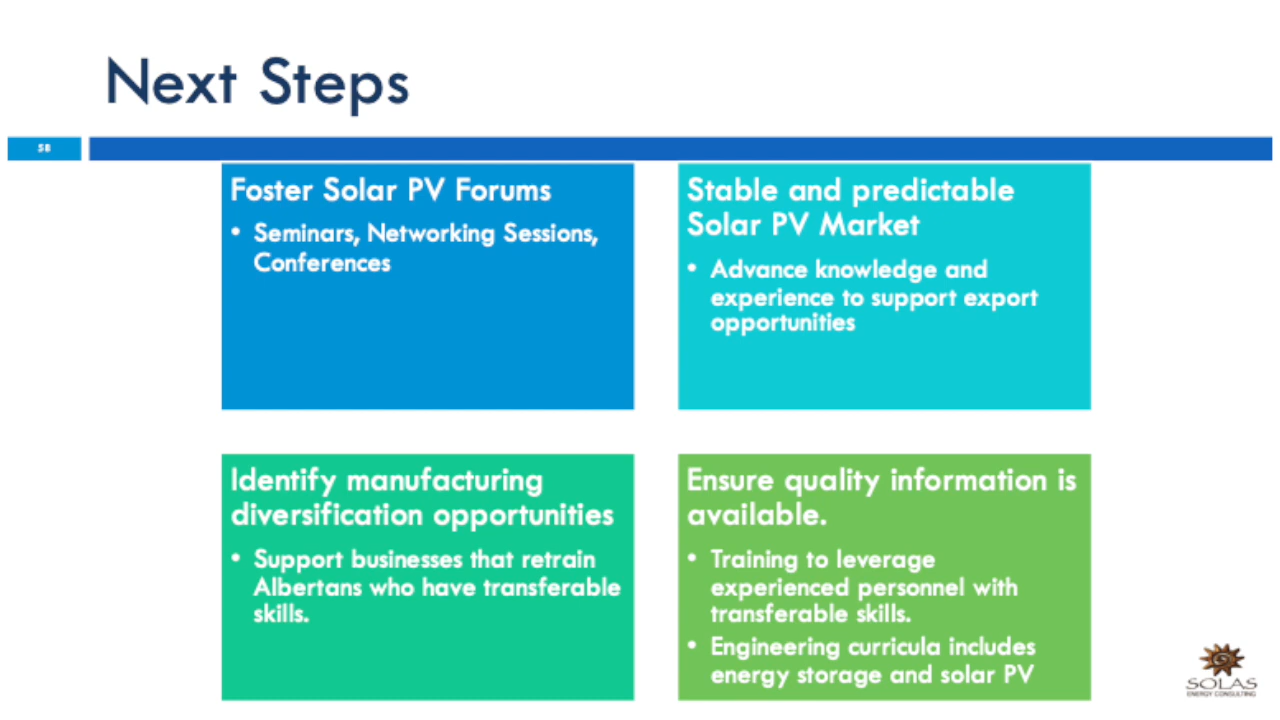 Next Steps
58
Foster Solar PV Forums
• Seminars, Networking Sessions,
Conferences
Stable and predictable
Solar PV Market
• Advance knowledge and
experience to support export
opportunities
Identify manufacturing
diversification opportunities
• Support businesses that retrain
Albertans who have transferable
skills.
Ensure quality information is
available.
• Training to leverage
experienced personnel with
transferable skills.
• Engineering curricula includes
energy storage and solar PV
SOLAS
ENERGY CONSULTING